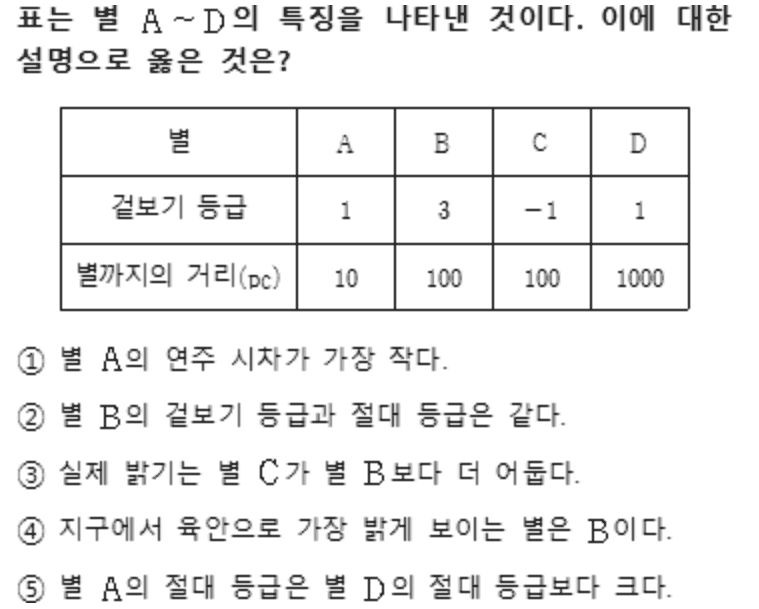 표는 별 A ~ D의 특징을 나타낸 것이다. 이에 대한
설명으로 옳은 것은?
별 A B C D
겉보기 등급 1 3 −1 1
별까지의 거리(pc) 10 100 100 1000
① 별 A의 연주 시차가 가장 작다.
② 별 B의 겉보기 등급과 절대 등급은 같다.
③ 실제 밝기는 별 C가 별 B보다 더 어둡다.
④ 지구에서 육안으로 가장 밝게 보이는 별은 B이다.
⑤ 별 A의 절대 등급은 별 D의 절대 등급보다 크다.